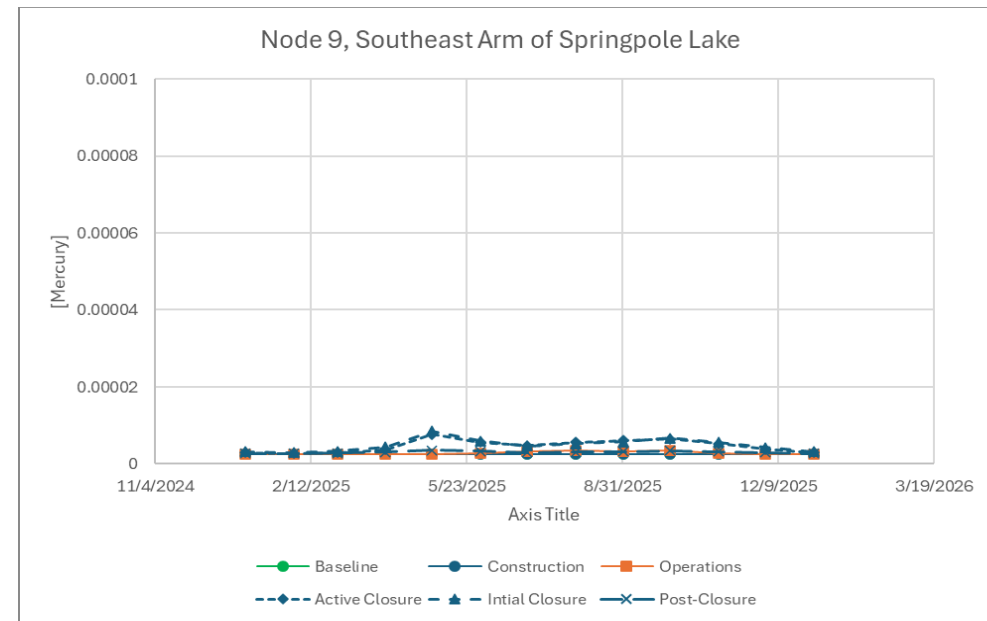 Node 9, Southeast Arm of Springpole Lake
0.0001
0.00008
0.00006
0.00004
0.00002
0
[Mercury]
11/4/2024 2/12/2025 5/23/2025 8/31/2025 12/9/2025 3/19/2026
Axis Title
Baseline Construction Operations
Active Closure Intial Closure Post-Closure